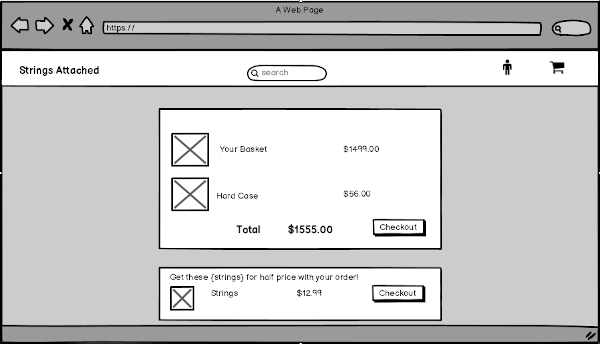 A Web Page
https://
Strings Attached
search
Your Basket $1499.00
Hard Case $56.00
Total $1555.00 Checkout
Get these {strings} for half price with your order!
Strings $12.99 Checkout